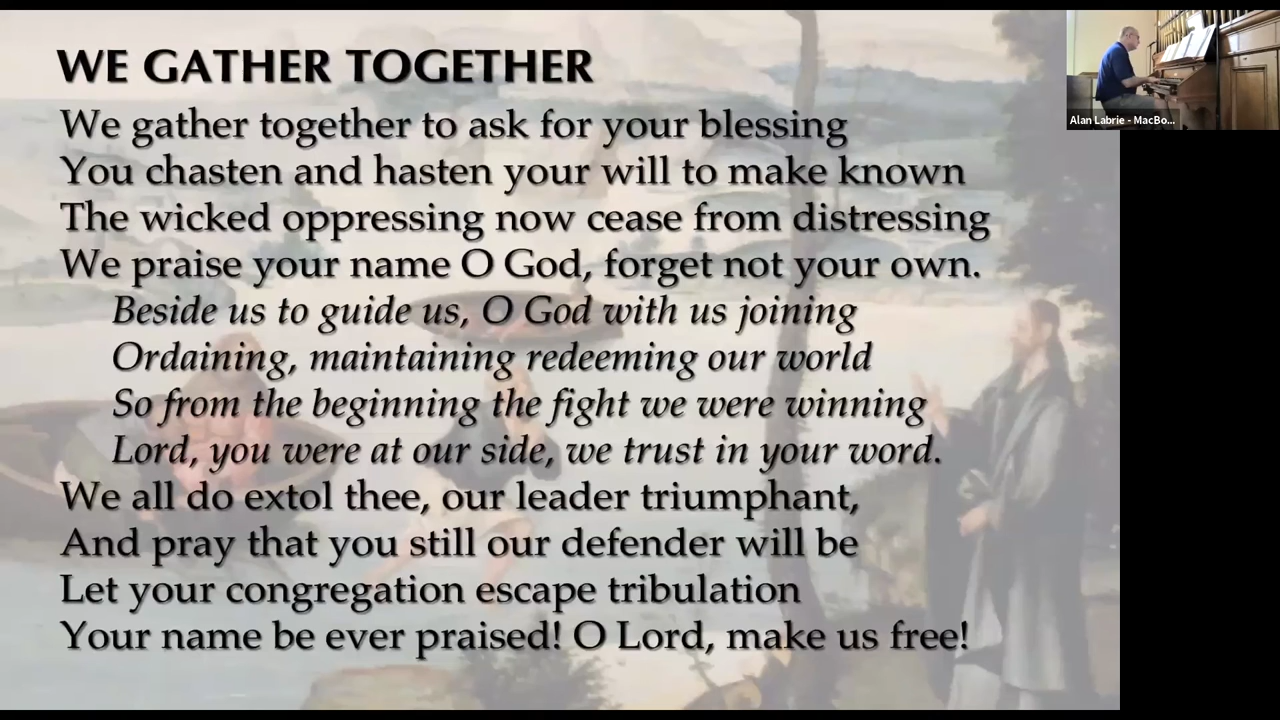 WE GATHER TOGETHER
We gather together to ask for your blessing
You chasten and hasten your will to make known
The wicked oppressing now cease from distressing
We praise your name O God, forget not your own.
Beside us to guide us, O God with us joining
Ordaining, maintaining redeeming our world
So from the beginning the fight we were winning
Lord, you were at our side, we trust in your word.
We all do extol thee, our leader triumphant,
And pray that you still our defender will be
Let your congregation escape tribulation
Your name be ever praised! O Lord, make us free!
Alan Labrie - MacBo...